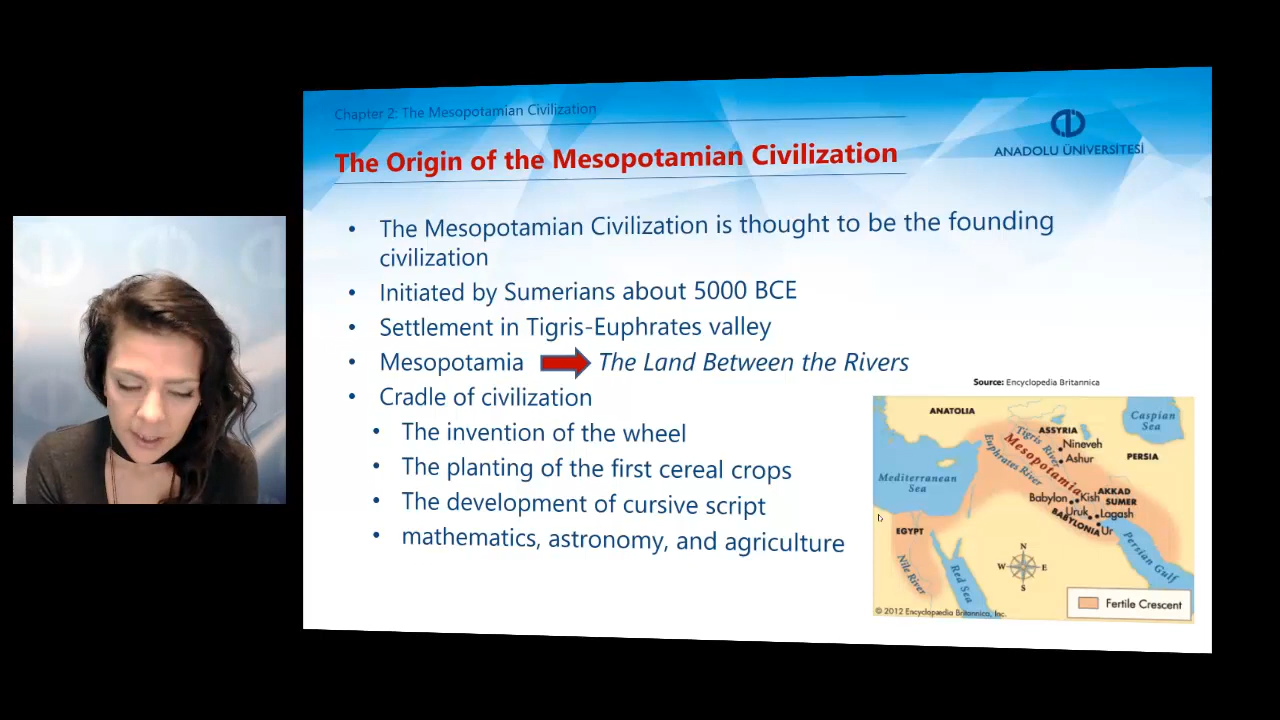 Chapter 2: The Mesopotamian Civilization
ANADOLU ÜNİVERSİTESİ
The Origin of the Mesopotamian Civilization
• The Mesopotamian Civilization is thought to be the founding
civilization
• Initiated by Sumerians about 5000 BCE
• Settlement in Tigris-Euphrates valley
• Mesopotamia The Land Between the Rivers
• Cradle of civilization
• The invention of the wheel
• The planting of the first cereal crops
• The development of cursive script
• mathematics, astronomy, and agriculture
Source: Encyclopedia Britannica
ANATOLIA
Caspian
Sea
ASSYRIA
Tigris River
Nineveh
Ashur
PERSIA
Mesopotamia
Euphrates River
Mediterranean
Sea
Babylon
Kish
AKKAD
SUMER
Uruk
Lagash
BABYLONIA
Ur
EGYPT
Nile River
Red Sea
Persian Gulf
N
W
E
S
Fertile Crescent
© 2012 Encyclopædia Britannica, Inc.